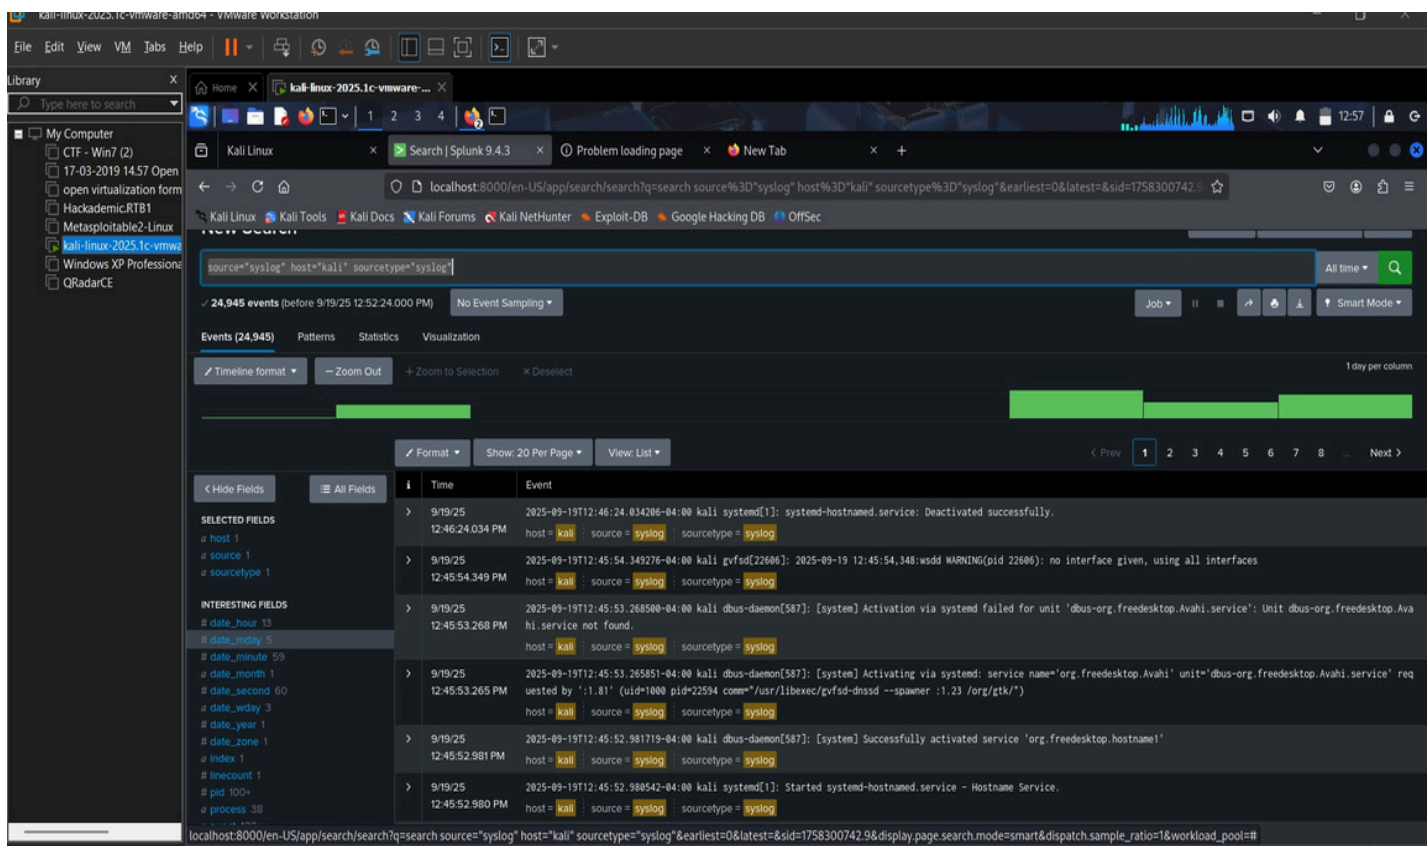 kali-linux-2025.1c-vmware-amd64 - VMware Workstation
File Edit View VM Tabs Help
Library X
Type here to search
My Computer
CTF - Win7 (2)
17-03-2019 14.57 Open
open virtualization form
Hackademic.RTB1
Metasploitable2-Linux
kali-linux-2025.1c-vmwa
Windows XP Professiona
QRadarCE
Home X kali-linux-2025.1c-vmware-... X
1 2 3 4 12:57
Kali Linux × Search | Splunk 9.4.3 × Problem loading page × New Tab × +
localhost:8000/en-US/app/search/search?q=search source%3D"syslog" host%3D"kali" sourcetype%3D"syslog"&earliest=0&latest=&sid=1758300742.9
Kali Linux Kali Tools Kali Docs Kali Forums Kali NetHunter Exploit-DB Google Hacking DB OffSec
New Search
source="syslog" host="kali" sourcetype="syslog"
All time
✓ 24,945 events (before 9/19/25 12:52:24.000 PM) No Event Sampling Job Smart Mode
Events (24,945) Patterns Statistics Visualization
Timeline format — Zoom Out + Zoom to Selection × Deselect 1 day per column
Format Show: 20 Per Page View: List < Prev 1 2 3 4 5 6 7 8 ... Next >
< Hide Fields All Fields
SELECTED FIELDS
a host 1
a source 1
a sourcetype 1
INTERESTING FIELDS
# date_hour 13
# date_mday 5
# date_minute 59
a date_month 1
# date_second 60
a date_wday 3
# date_year 1
# date_zone 1
a index 1
# linecount 1
# pid 100+
a process 38
i Time Event
> 9/19/25 2025-09-19T12:46:24.034206-04:00 kali systemd[1]: systemd-hostnamed.service: Deactivated successfully.
12:46:24.034 PM host = kali source = syslog sourcetype = syslog
> 9/19/25 2025-09-19T12:45:54.349276-04:00 kali gvfsd[22606]: 2025-09-19 12:45:54,348:wsdd WARNING(pid 22606): no interface given, using all interfaces
12:45:54.349 PM host = kali source = syslog sourcetype = syslog
> 9/19/25 2025-09-19T12:45:53.268500-04:00 kali dbus-daemon[587]: [system] Activation via systemd failed for unit 'dbus-org.freedesktop.Avahi.service': Unit dbus-org.freedesktop.Ava
12:45:53.268 PM hi.service not found.
host = kali source = syslog sourcetype = syslog
> 9/19/25 2025-09-19T12:45:53.265851-04:00 kali dbus-daemon[587]: [system] Activating via systemd: service name='org.freedesktop.Avahi' unit='dbus-org.freedesktop.Avahi.service' req
12:45:53.265 PM uested by ':1.81' (uid=1000 pid=22594 comm="/usr/libexec/gvfsd-dnssd --spawner :1.23 /org/gtk/")
host = kali source = syslog sourcetype = syslog
> 9/19/25 2025-09-19T12:45:52.981719-04:00 kali dbus-daemon[587]: [system] Successfully activated service 'org.freedesktop.hostname1'
12:45:52.981 PM host = kali source = syslog sourcetype = syslog
> 9/19/25 2025-09-19T12:45:52.980542-04:00 kali systemd[1]: Started systemd-hostnamed.service - Hostname Service.
12:45:52.980 PM host = kali source = syslog sourcetype = syslog
localhost:8000/en-US/app/search/search?q=search source="syslog" host="kali" sourcetype="syslog"&earliest=0&latest=&sid=1758300742.9&display.page.search.mode=smart&dispatch.sample_ratio=1&workload_pool=#